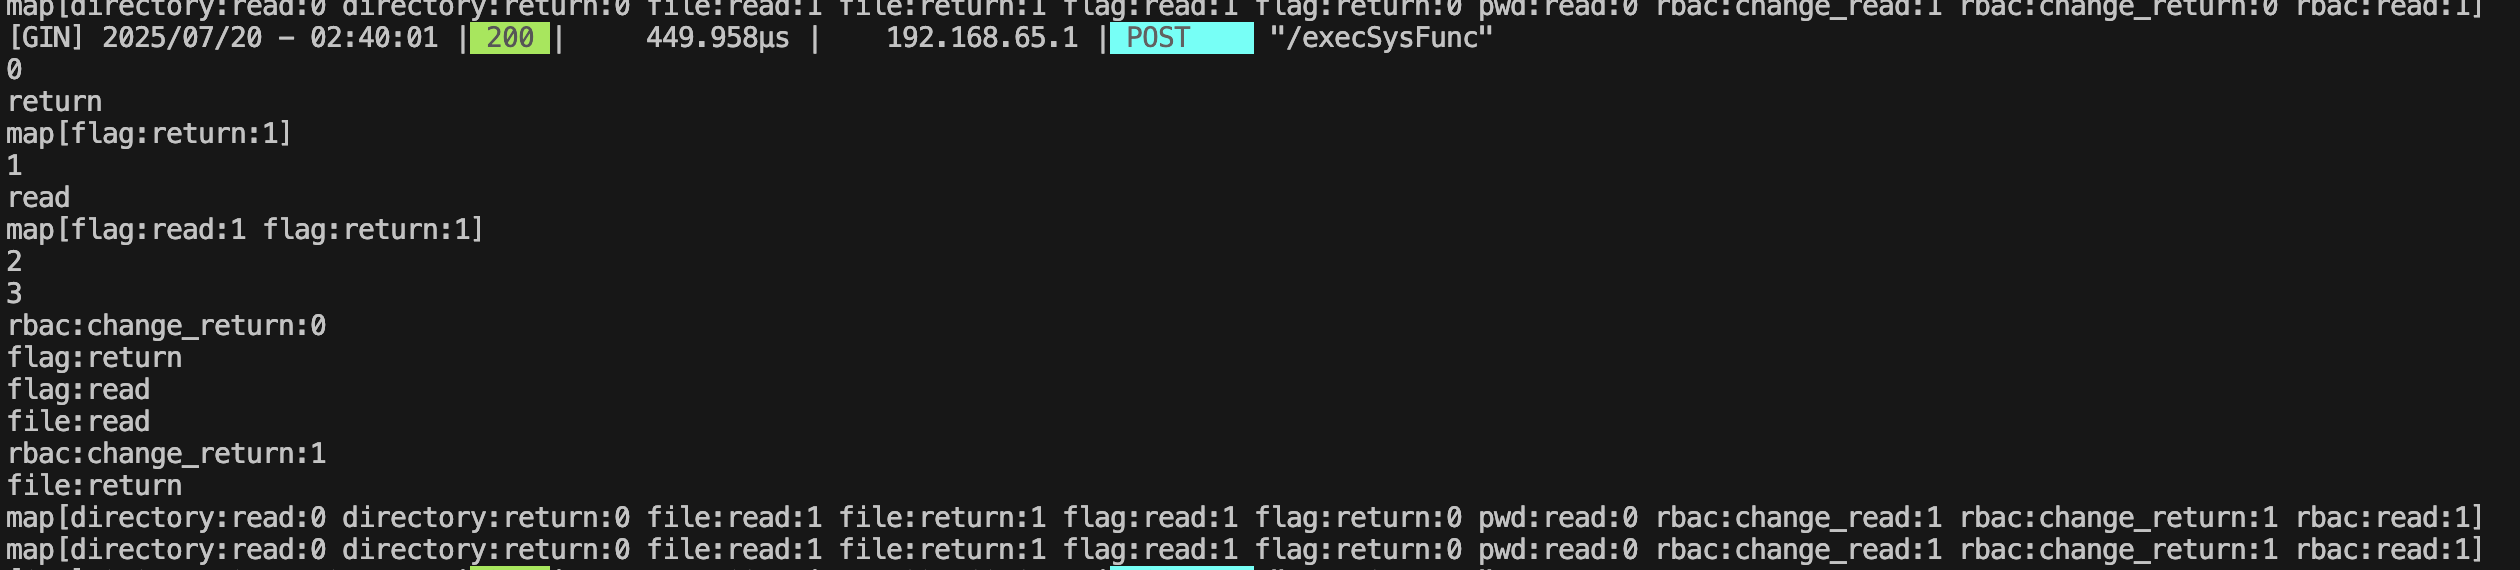 map[directory:read:0 directory:return:0 file:read:1 file:return:1 flag:read:1 flag:return:0 pwd:read:0 rbac:change_read:1 rbac:change_return:0 rbac:read:1]
[GIN] 2025/07/20 - 02:40:01 | 200 |     449.958µs |    192.168.65.1 | POST     "/execSysFunc"
0
return
map[flag:return:1]
1
read
map[flag:read:1 flag:return:1]
2
3
rbac:change_return:0
flag:return
flag:read
file:read
rbac:change_return:1
file:return
map[directory:read:0 directory:return:0 file:read:1 file:return:1 flag:read:1 flag:return:0 pwd:read:0 rbac:change_read:1 rbac:change_return:1 rbac:read:1]
map[directory:read:0 directory:return:0 file:read:1 file:return:1 flag:read:1 flag:return:0 pwd:read:0 rbac:change_read:1 rbac:change_return:1 rbac:read:1]